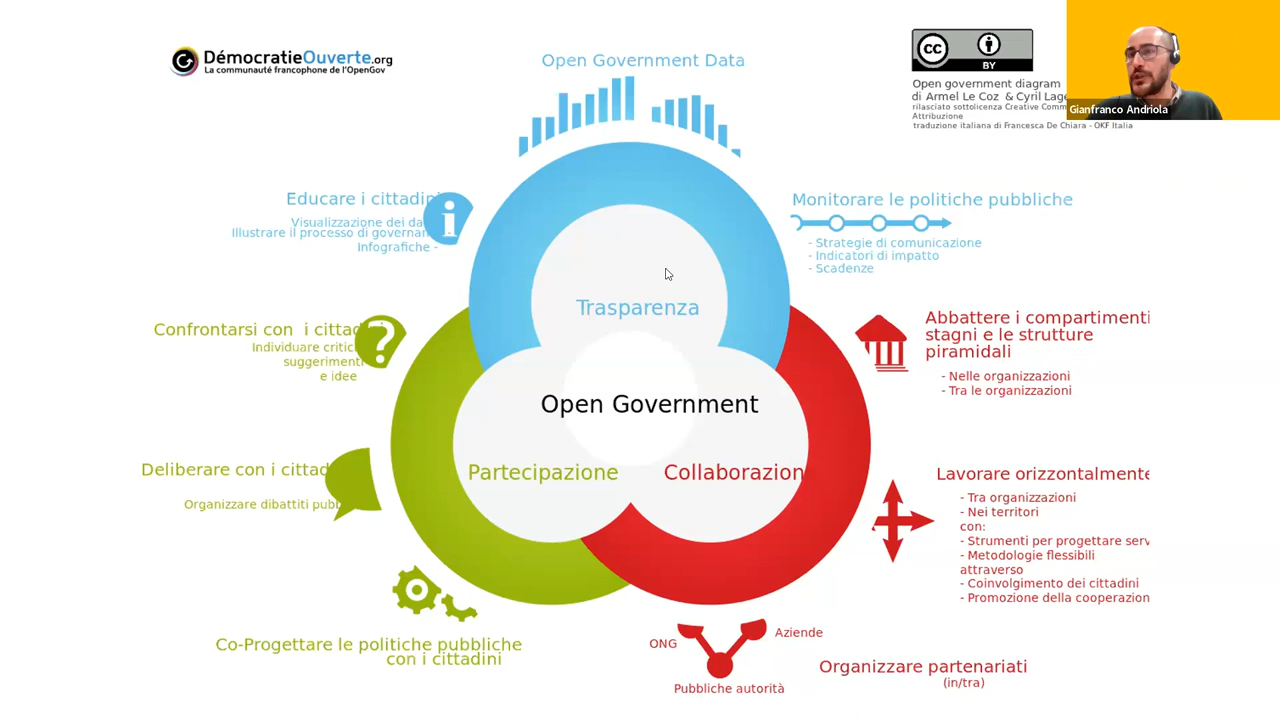 DémocratieOuverte.org
La communauté francophone de l'OpenGov
Open Government Data
CC
BY
Open government diagram
di Armel Le Coz & Cyril Lage
rilasciato sottolicenza Creative Comm
Attribuzione
traduzione italiana di Francesca De Chiara - OKF Italia
Gianfranco Andriola
Educare i cittadini
Visualizzazione dei da
Illustrare il processo di governan
Infografiche -
Monitorare le politiche pubbliche
- Strategie di comunicazione
- Indicatori di impatto
- Scadenze
Trasparenza
Confrontarsi con i cittad
Individuare critic
suggerimenti
e idee
Abbattere i compartimenti
stagni e le strutture
piramidali
- Nelle organizzazioni
- Tra le organizzazioni
Open Government
Partecipazione
Collaborazion
Deliberare con i cittad
Organizzare dibattiti pubb
Lavorare orizzontalmente
- Tra organizzazioni
- Nei territori
con:
- Strumenti per progettare serv
- Metodologie flessibili
attraverso
- Coinvolgimento dei cittadini
- Promozione della cooperazion
Co-Progettare le politiche pubbliche
con i cittadini
ONG
Aziende
Pubbliche autorità
Organizzare partenariati
(in/tra)